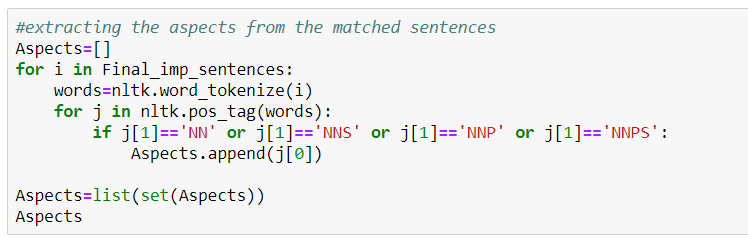 #extracting the aspects from the matched sentences
Aspects=[]
for i in Final_imp_sentences:
    words=nltk.word_tokenize(i)
    for j in nltk.pos_tag(words):
        if j[1]=='NN' or j[1]=='NNS' or j[1]=='NNP' or j[1]=='NNPS':
            Aspects.append(j[0])

Aspects=list(set(Aspects))
Aspects